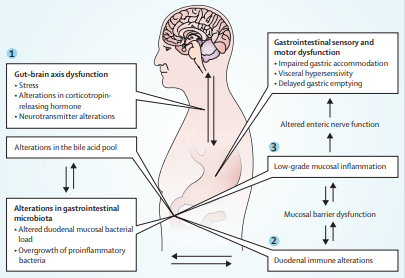 1
Gut-brain axis dysfunction
• Stress
• Alterations in corticotropin-
releasing hormone
• Neurotransmitter alterations
Alterations in the bile acid pool
Alterations in gastrointestinal
microbiota
• Altered duodenal mucosal bacterial
load
• Overgrowth of proinflammatory
bacteria
Gastrointestinal sensory and
motor dysfunction
• Impaired gastric accommodation
• Visceral hypersensivity
• Delayed gastric emptying
Altered enteric nerve function
3
Low-grade mucosal inflammation
Mucosal barrier dysfunction
2
Duodenal immune alterations